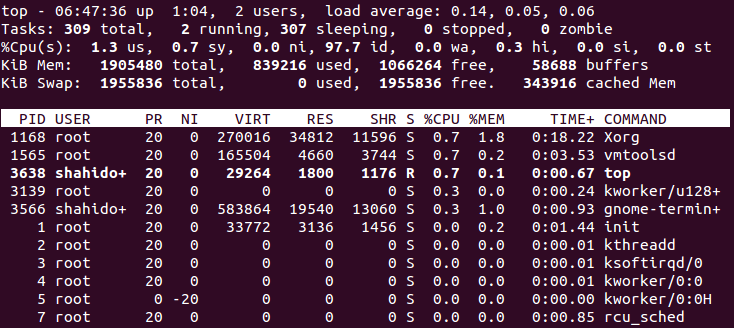 top - 06:47:36 up  1:04,  2 users,  load average: 0.14, 0.05, 0.06
Tasks: 309 total,   2 running, 307 sleeping,   0 stopped,   0 zombie
%Cpu(s):  1.3 us,  0.7 sy,  0.0 ni, 97.7 id,  0.0 wa,  0.3 hi,  0.0 si,  0.0 st
KiB Mem:   1905480 total,   839216 used,  1066264 free,    58688 buffers
KiB Swap:  1955836 total,        0 used,  1955836 free.   343916 cached Mem
  PID USER      PR  NI    VIRT    RES    SHR S %CPU %MEM     TIME+ COMMAND
 1168 root      20   0  270016  34812  11596 S  0.7  1.8   0:18.22 Xorg
 1565 root      20   0  165504   4660   3744 S  0.7  0.2   0:03.53 vmtoolsd
 3638 shahido+  20   0   29264   1800   1176 R  0.7  0.1   0:00.67 top
 3139 root      20   0       0      0      0 S  0.3  0.0   0:00.24 kworker/u128+
 3566 shahido+  20   0  583864  19540  13060 S  0.3  1.0   0:00.93 gnome-termin+
    1 root      20   0   33772   3136   1456 S  0.0  0.2   0:01.44 init
    2 root      20   0       0      0      0 S  0.0  0.0   0:00.01 kthreadd
    3 root      20   0       0      0      0 S  0.0  0.0   0:00.01 ksoftirqd/0
    4 root      20   0       0      0      0 S  0.0  0.0   0:00.01 kworker/0:0
    5 root       0 -20       0      0      0 S  0.0  0.0   0:00.00 kworker/0:0H
    7 root      20   0       0      0      0 S  0.0  0.0   0:00.85 rcu_sched